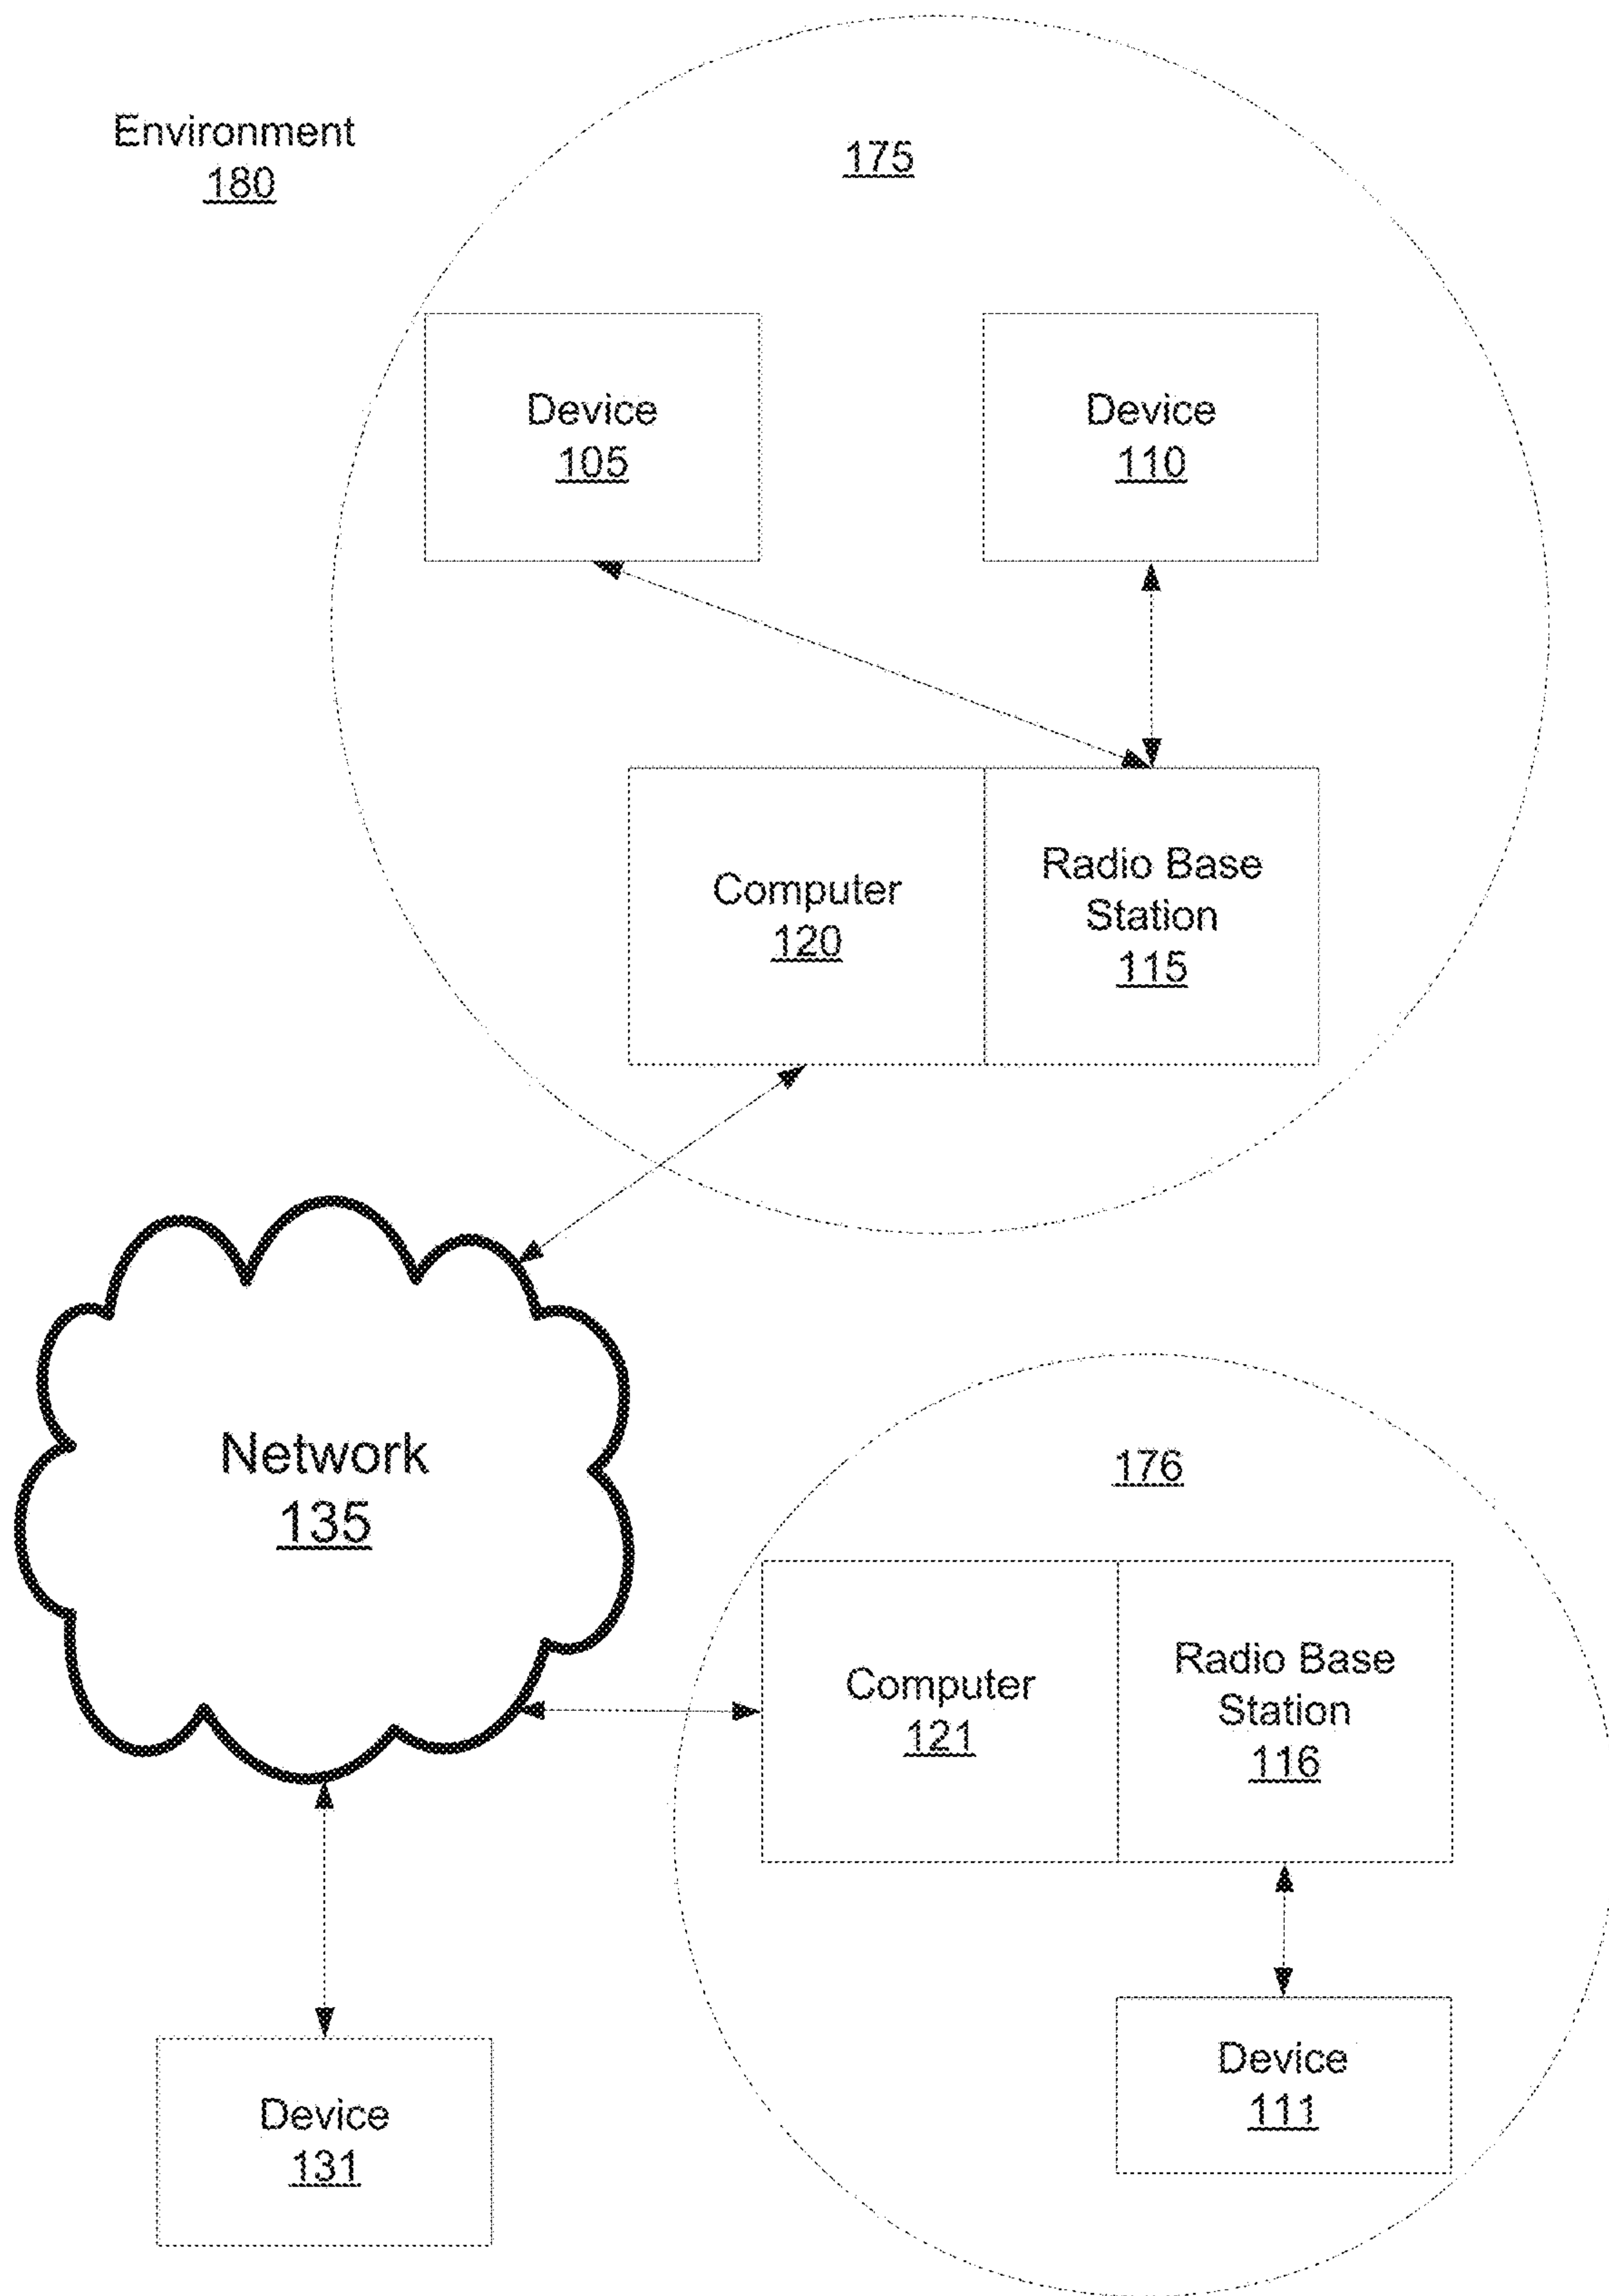 Environment
180
175
Device
105
Device
110
Computer
120
Radio Base
Station
115
Network
135
176
Computer
121
Radio Base
Station
116
Device
111
Device
131